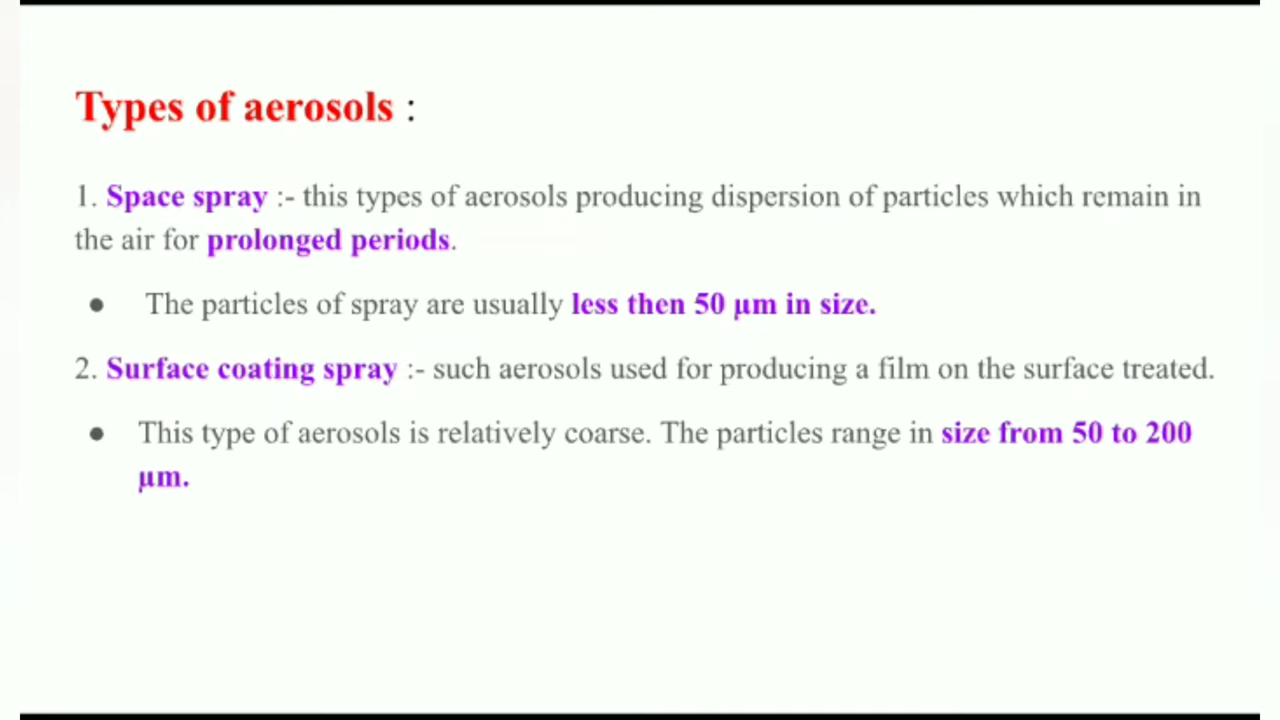 Types of aerosols :
1. Space spray :- this types of aerosols producing dispersion of particles which remain in
the air for prolonged periods.
● The particles of spray are usually less then 50 µm in size.
2. Surface coating spray :- such aerosols used for producing a film on the surface treated.
● This type of aerosols is relatively coarse. The particles range in size from 50 to 200
µm.